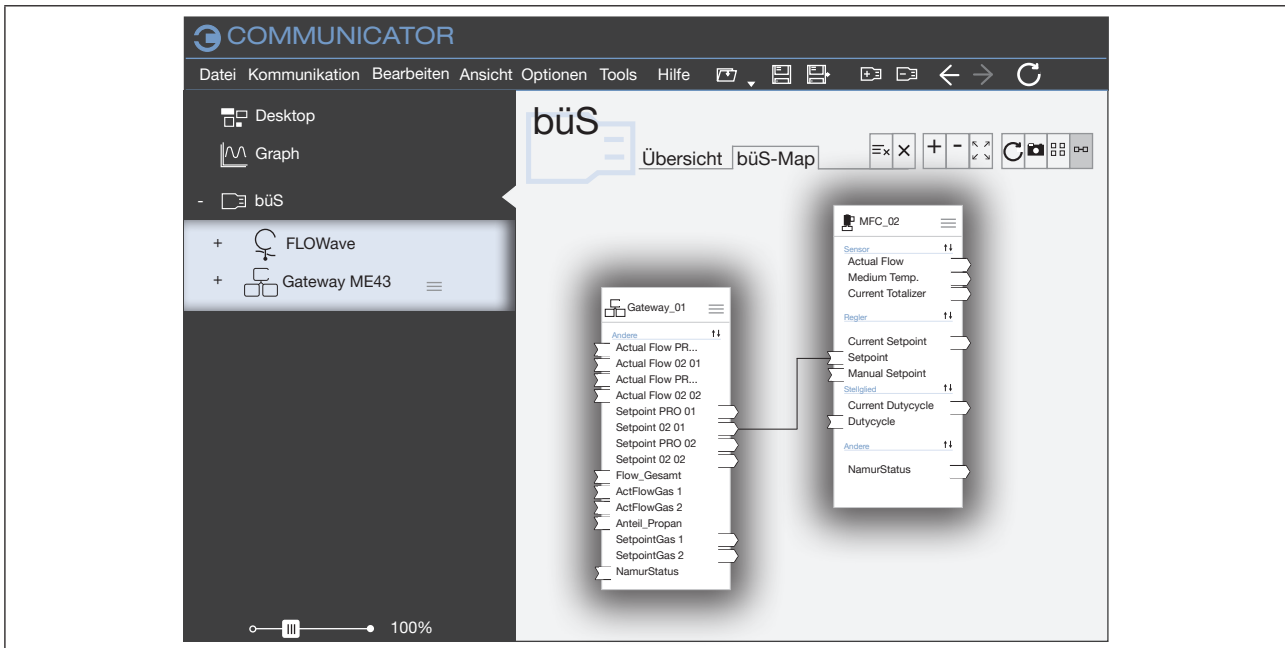 COMMUNICATOR
Datei Kommunikation Bearbeiten Ansicht Optionen Tools Hilfe
Desktop
Graph
- büS
+ FLOWave
+ Gateway ME43
100%
büS
Übersicht büS-Map
Gateway_01
Andere
Actual Flow PR...
Actual Flow 02 01
Actual Flow PR...
Actual Flow 02 02
Setpoint PRO 01
Setpoint 02 01
Setpoint PRO 02
Setpoint 02 02
Flow_Gesamt
ActFlowGas 1
ActFlowGas 2
Anteil_Propan
SetpointGas 1
SetpointGas 2
NamurStatus
MFC_02
Sensor
Actual Flow
Medium Temp.
Current Totalizer
Regler
Current Setpoint
Setpoint
Manual Setpoint
Stellglied
Current Dutycycle
Dutycycle
Andere
NamurStatus